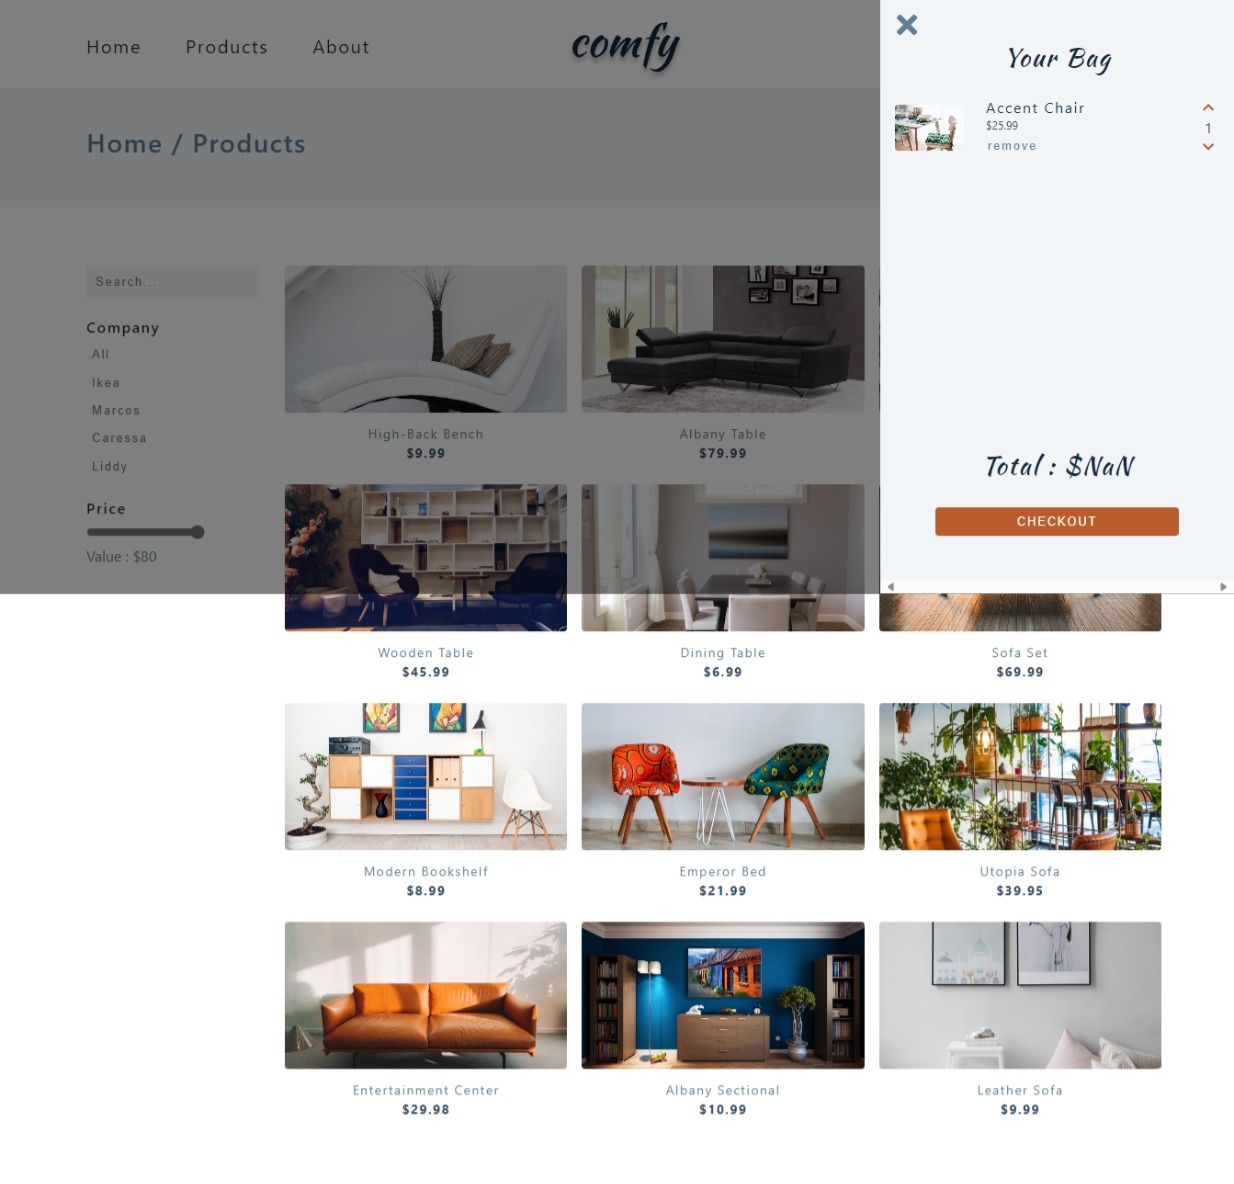 Home Products About comfy
Home / Products
Your Bag
Accent Chair
$25.99
remove
1
Total : $NaN
CHECKOUT
Search...
Company
All
Ikea
Marcos
Caressa
Liddy
Price
Value : $80
High-Back Bench
$9.99
Albany Table
$79.99
Wooden Table
$45.99
Dining Table
$6.99
Sofa Set
$69.99
Modern Bookshelf
$8.99
Emperor Bed
$21.99
Utopia Sofa
$39.95
Entertainment Center
$29.98
Albany Sectional
$10.99
Leather Sofa
$9.99